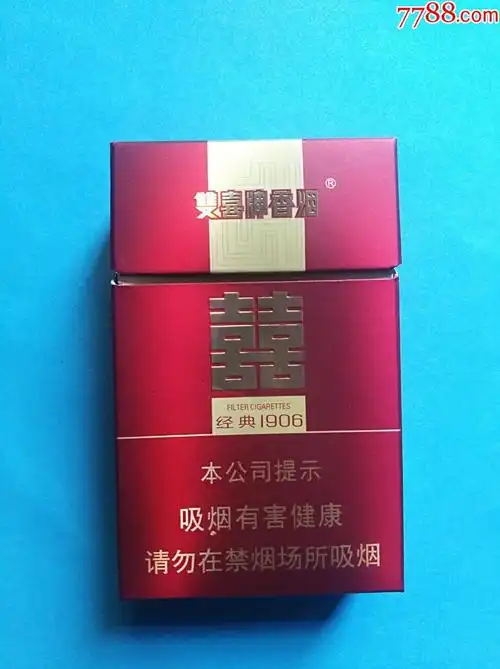 7788.com
雙喜牌香烟®
囍
FILTER CIGARETTES
经典1906
本公司提示
吸烟有害健康
请勿在禁烟场所吸烟